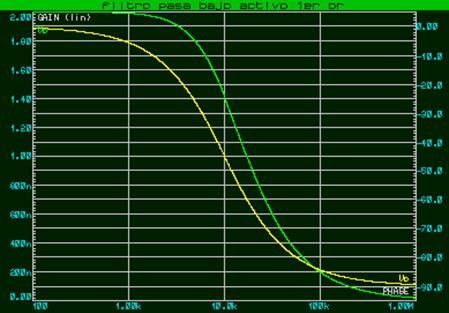 filtro pasa bajo activo 1er or
2.00 GAIN (lin) 0.00
1.80 -10.0
1.60 -20.0
1.40 -30.0
1.20 -40.0
1.00 -50.0
800m -60.0
600m -70.0
400m -80.0
200m Vo -90.0
0.00 PHASE
100 1.00k 10.0k 100k 1.00M